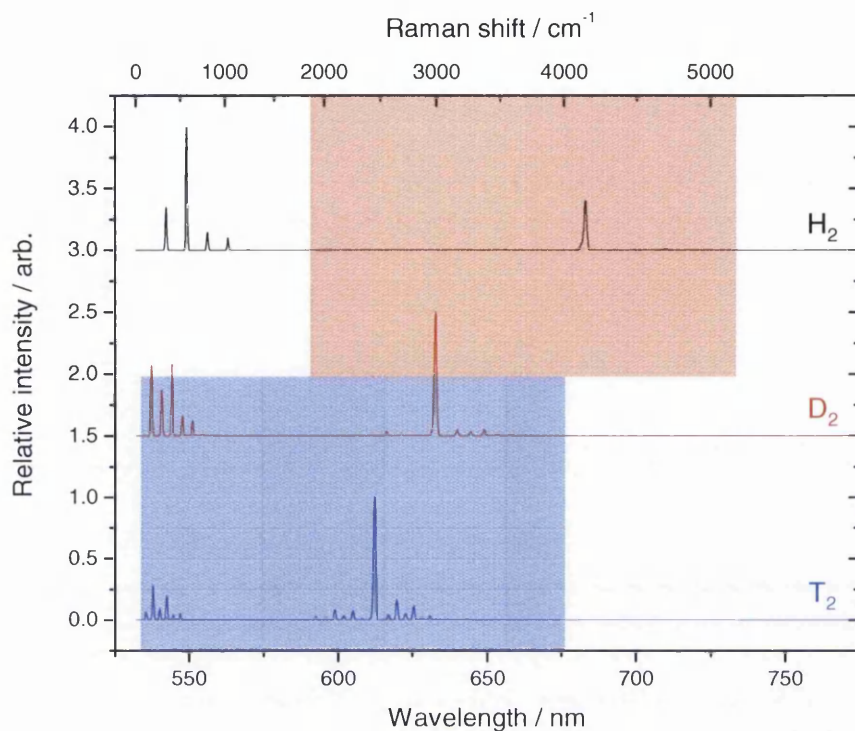 Raman shift / cm⁻¹
0 1000 2000 3000 4000 5000
4.0
H₂
3.5
3.0
2.5
2.0
D₂
1.5
1.0
T₂
0.5
0.0
Relative intensity / arb.
550 600 650 700 750
Wavelength / nm